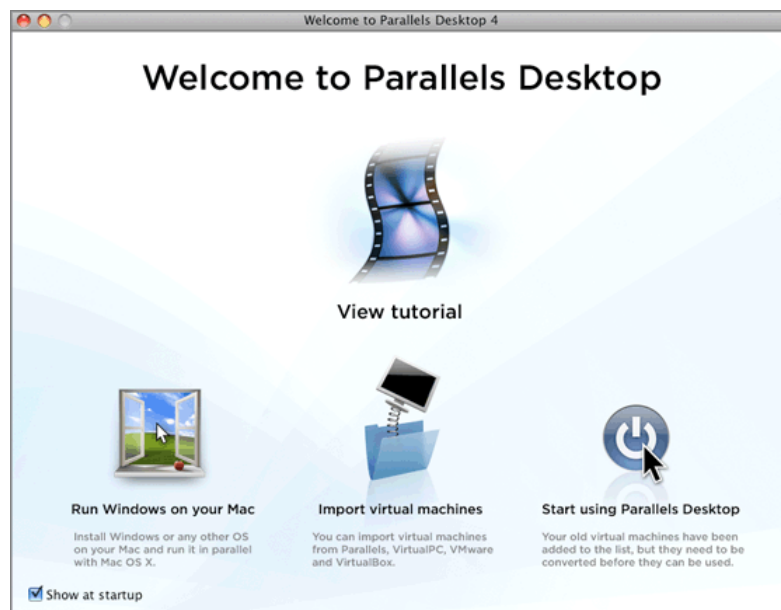 Welcome to Parallels Desktop 4
Welcome to Parallels Desktop
View tutorial
Run Windows on your Mac
Install Windows or any other OS
on your Mac and run it in parallel
with Mac OS X.
Import virtual machines
You can import virtual machines
from Parallels, VirtualPC, VMware
and VirtualBox.
Start using Parallels Desktop
Your old virtual machines have been
added to the list, but they need to be
converted before they can be used.
Show at startup